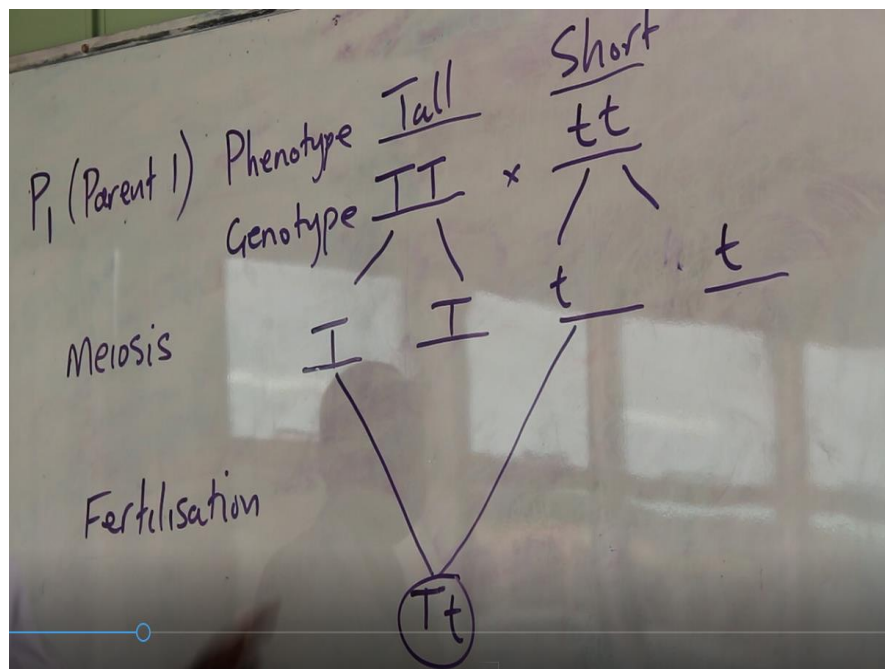 Tall Short
P1 (Parent 1) Phenotype
Genotype TT x tt
T T t t
Meiosis
Fertilisation
Tt